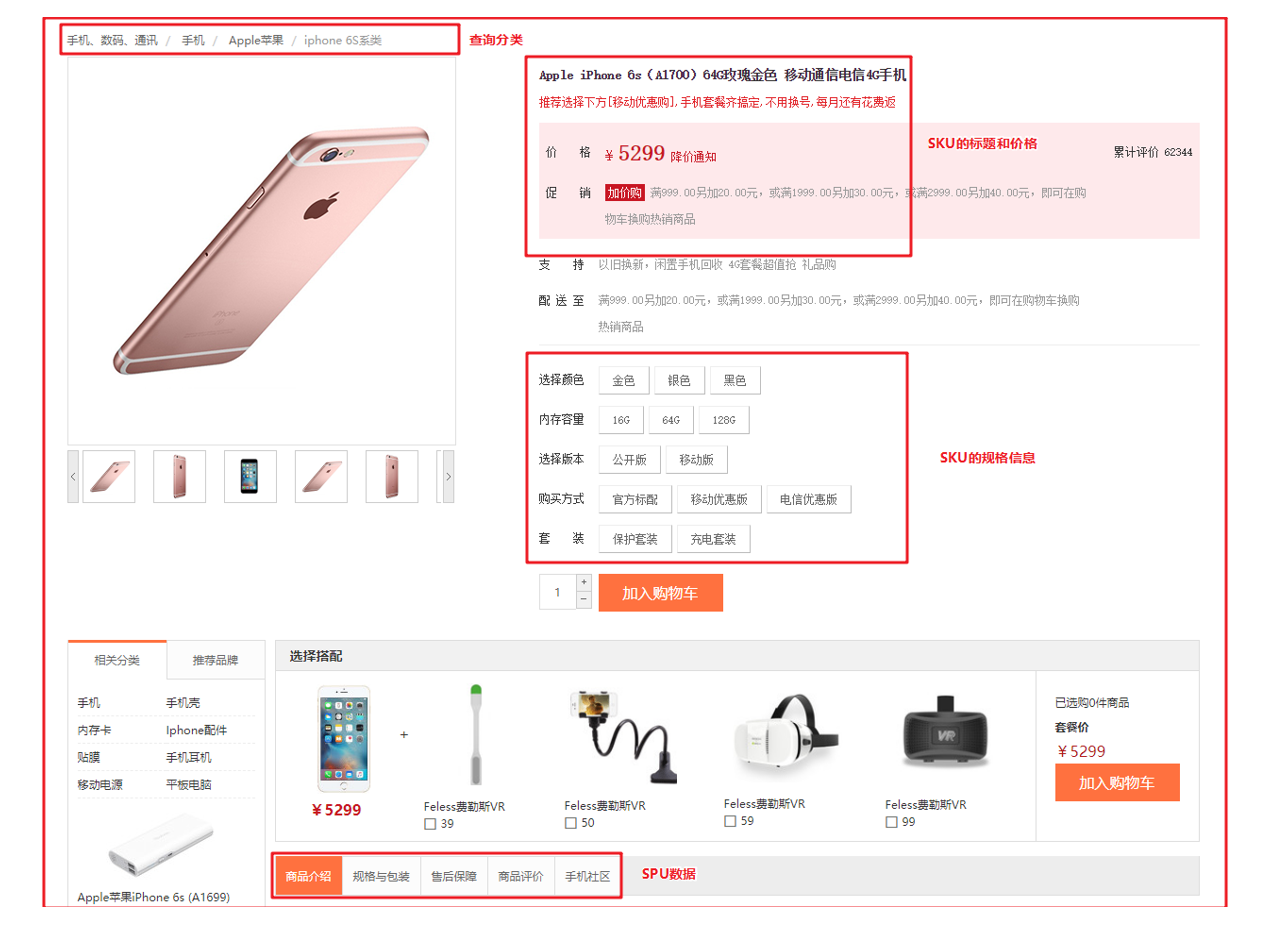 手机、数码、通讯 / 手机 / Apple苹果 / iphone 6S系类
查询分类
Apple iPhone 6s（A1700）64G玫瑰金色 移动通信电信4G手机
推荐选择下方[移动优惠购],手机套餐齐搞定,不用换号,每月还有花费返
SKU的标题和价格
价 格 ¥ 5299 降价通知
累计评价 62344
促 销 加价购 满999.00另加20.00元，或满1999.00另加30.00元，或满2999.00另加40.00元，即可在购
物车换购热销商品
支 持 以旧换新，闲置手机回收 4G套餐超值抢 礼品购
配 送 至 满999.00另加20.00元，或满1999.00另加30.00元，或满2999.00另加40.00元，即可在购物车换购
热销商品
选择颜色 金色 银色 黑色
内存容量 16G 64G 128G
选择版本 公开版 移动版
SKU的规格信息
购买方式 官方标配 移动优惠版 电信优惠版
套 装 保护套装 充电套装
1 + − 加入购物车
相关分类 推荐品牌
手机 手机壳
内存卡 Iphone配件
贴膜 手机耳机
移动电源 平板电脑
Apple苹果iPhone 6s (A1699)
选择搭配
+
VR
¥5299
Feless费勒斯VR
39
Feless费勒斯VR
50
Feless费勒斯VR
59
Feless费勒斯VR
99
已选购0件商品
套餐价
¥5299
加入购物车
商品介绍 规格与包装 售后保障 商品评价 手机社区
SPU数据